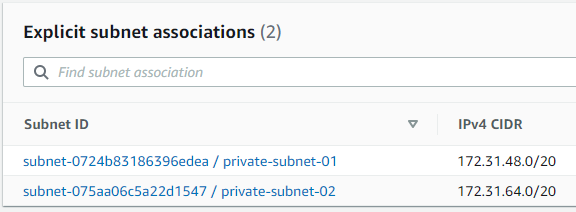 Explicit subnet associations (2)
Find subnet association
Subnet ID IPv4 CIDR
subnet-0724b83186396edea / private-subnet-01 172.31.48.0/20
subnet-075aa06c5a22d1547 / private-subnet-02 172.31.64.0/20